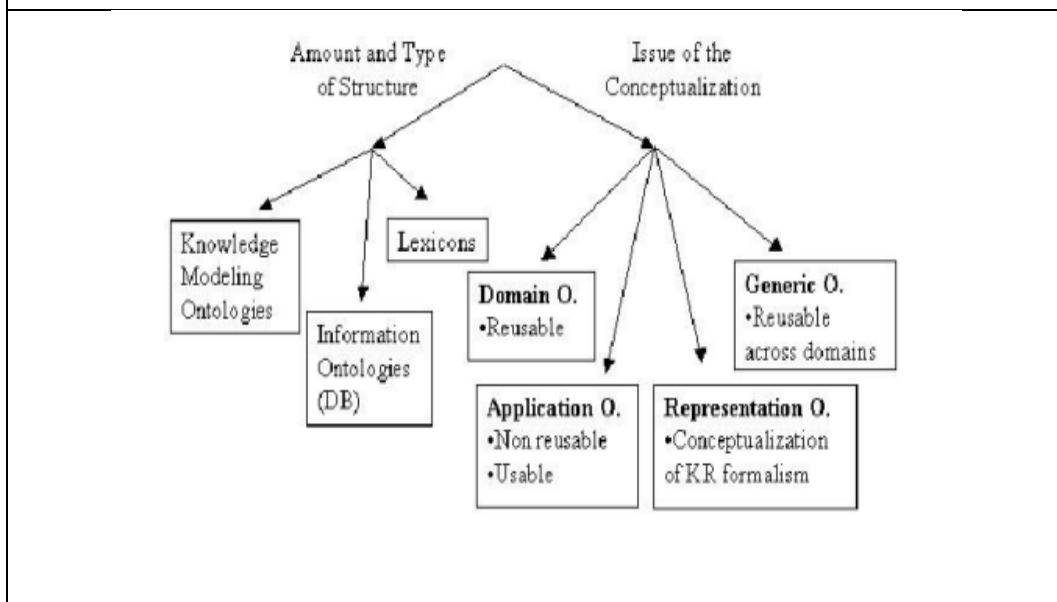 Amount and Type
of Structure
Issue of the
Conceptualization
Knowledge
Modeling
Ontologies
Lexicons
Information
Ontologies
(DB)
Domain O.
•Reusable
Generic O.
•Reusable
across domains
Application O.
•Non reusable
•Usable
Representation O.
•Conceptualization
of KR formalism